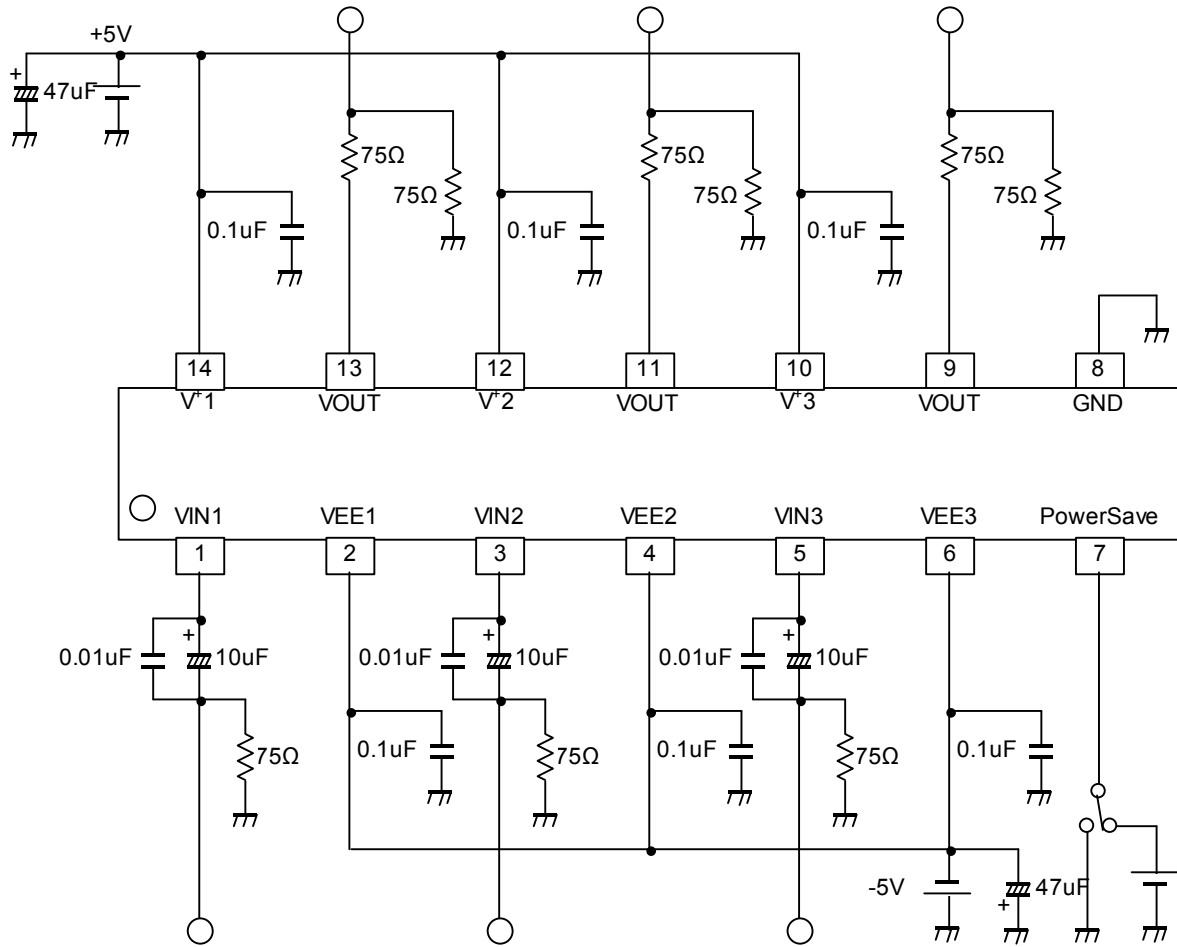 +5V
+
47uF
75Ω
75Ω
75Ω
75Ω
75Ω
75Ω
0.1uF
0.1uF
0.1uF
14
13
12
11
10
9
8
V+1
VOUT
V+2
VOUT
V+3
VOUT
GND
VIN1
VEE1
VIN2
VEE2
VIN3
VEE3
PowerSave
1
2
3
4
5
6
7
+
+
+
0.01uF
10uF
0.01uF
10uF
0.01uF
10uF
75Ω
0.1uF
75Ω
0.1uF
75Ω
0.1uF
-5V
47uF
+